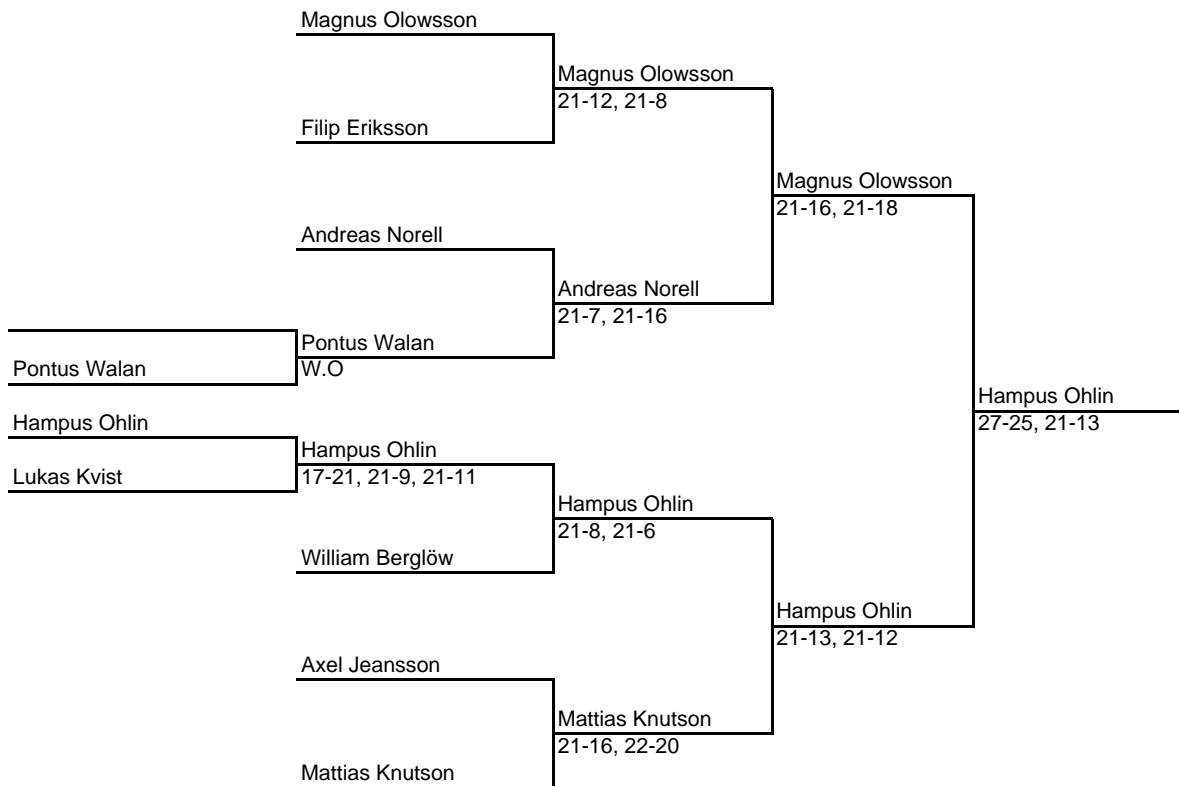 Magnus Olowsson
Magnus Olowsson
21-12, 21-8
Filip Eriksson
Magnus Olowsson
21-16, 21-18
Andreas Norell
Andreas Norell
21-7, 21-16
Pontus Walan
W.O
Pontus Walan
Hampus Ohlin
27-25, 21-13
Hampus Ohlin
Hampus Ohlin
17-21, 21-9, 21-11
Lukas Kvist
Hampus Ohlin
21-8, 21-6
William Berglöw
Hampus Ohlin
21-13, 21-12
Axel Jeansson
Mattias Knutson
21-16, 22-20
Mattias Knutson